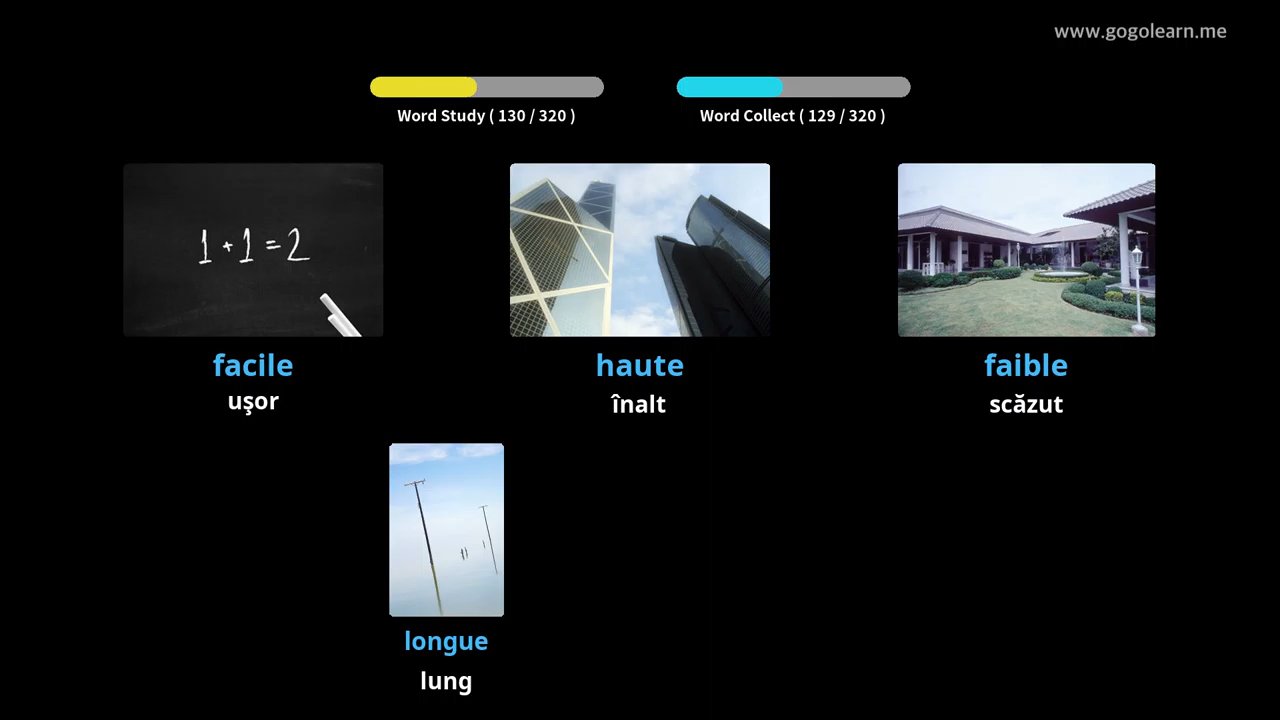 www.gogolearn.me
Word Study ( 130 / 320 )
Word Collect ( 129 / 320 )
1 + 1 = 2
facile
haute
faible
uşor
înalt
scăzut
longue
lung